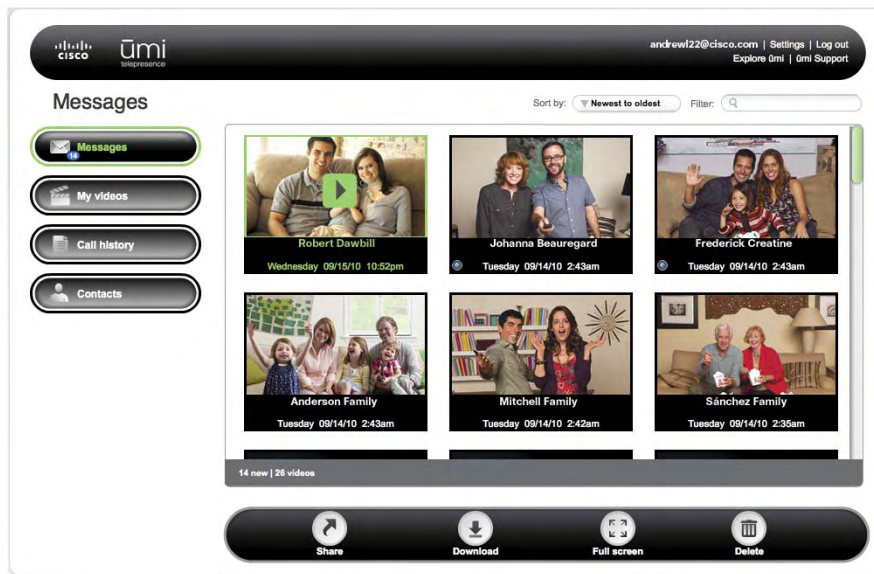 cisco
ūmi
telepresence
andrewl22@cisco.com | Settings | Log out
Explore ūmi | ūmi Support
Messages
Sort by: Newest to oldest Filter:
Messages
14
My videos
Call history
Contacts
Robert Dawbill
Wednesday 09/15/10 10:52pm
Johanna Beauregard
Tuesday 09/14/10 2:43am
Frederick Creatine
Tuesday 09/14/10 2:43am
Anderson Family
Tuesday 09/14/10 2:43am
Mitchell Family
Tuesday 09/14/10 2:42am
Sánchez Family
Tuesday 09/14/10 2:35am
14 new | 26 videos
Share
Download
Full screen
Delete